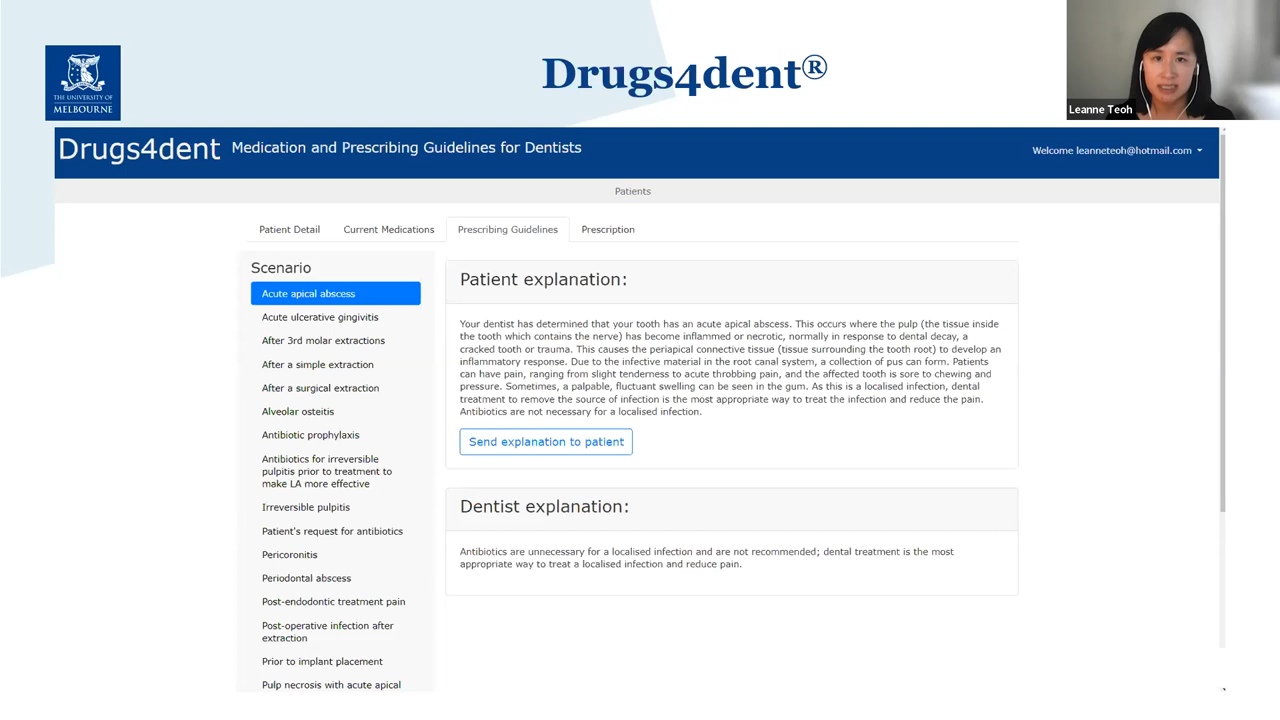 Drugs4dent®
THE UNIVERSITY OF
MELBOURNE
Leanne Teoh
Drugs4dent Medication and Prescribing Guidelines for Dentists
Welcome leanneteoh@hotmail.com
Patients
Patient Detail
Current Medications
Prescribing Guidelines
Prescription
Scenario
Acute apical abscess
Acute ulcerative gingivitis
After 3rd molar extractions
After a simple extraction
After a surgical extraction
Alveolar osteitis
Antibiotic prophylaxis
Antibiotics for irreversible
pulpitis prior to treatment to
make LA more effective
Irreversible pulpitis
Patient's request for antibiotics
Pericoronitis
Periodontal abscess
Post-endodontic treatment pain
Post-operative infection after
extraction
Prior to implant placement
Pulp necrosis with acute apical
Patient explanation:
Your dentist has determined that your tooth has an acute apical abscess. This occurs where the pulp (the tissue inside
the tooth which contains the nerve) has become inflammed or necrotic, normally in response to dental decay, a
cracked tooth or trauma. This causes the periapical connective tissue (tissue surrounding the tooth root) to develop an
inflammatory response. Due to the infective material in the root canal system, a collection of pus can form. Patients
can have pain, ranging from slight tenderness to acute throbbing pain, and the affected tooth is sore to chewing and
pressure. Sometimes, a palpable, fluctuant swelling can be seen in the gum. As this is a localised infection, dental
treatment to remove the source of infection is the most appropriate way to treat the infection and reduce the pain.
Antibiotics are not necessary for a localised infection.
Send explanation to patient
Dentist explanation:
Antibiotics are unnecessary for a localised infection and are not recommended; dental treatment is the most
appropriate way to treat a localised infection and reduce pain.